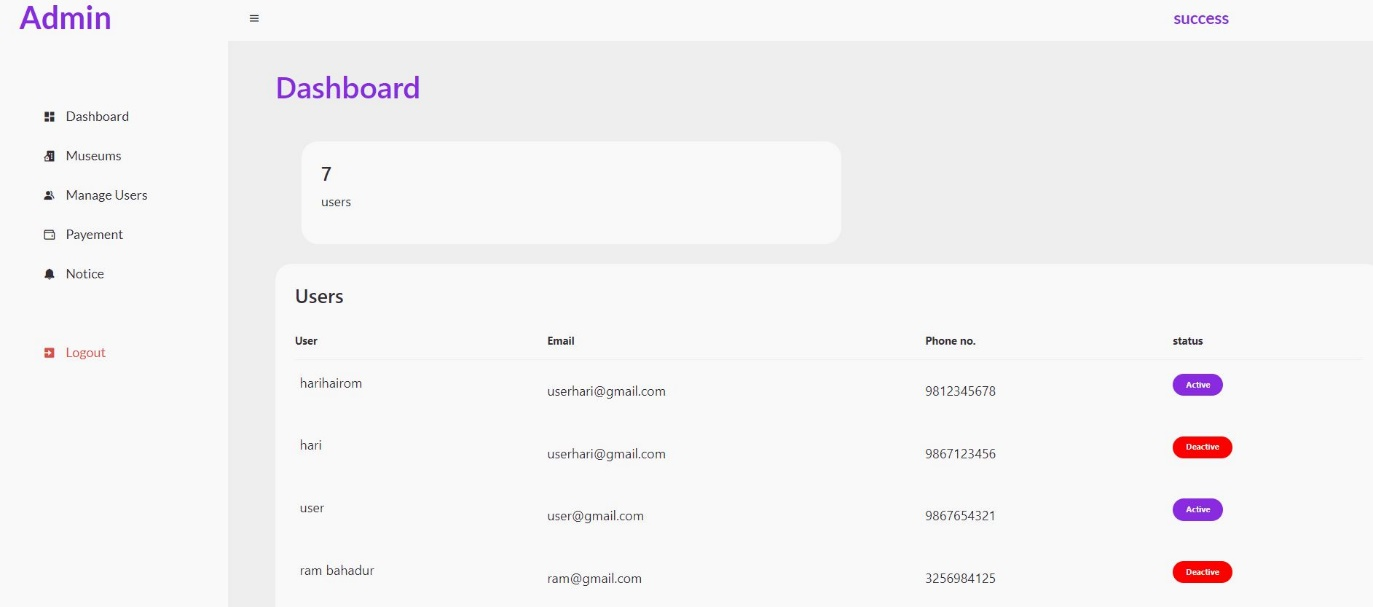 Admin
success
Dashboard
Museums
Manage Users
Payement
Notice
Logout
Dashboard
7
users
Users
User Email Phone no. status
harihairom userhari@gmail.com 9812345678 Active
hari userhari@gmail.com 9867123456 Deactive
user user@gmail.com 9867654321 Active
ram bahadur ram@gmail.com 3256984125 Deactive